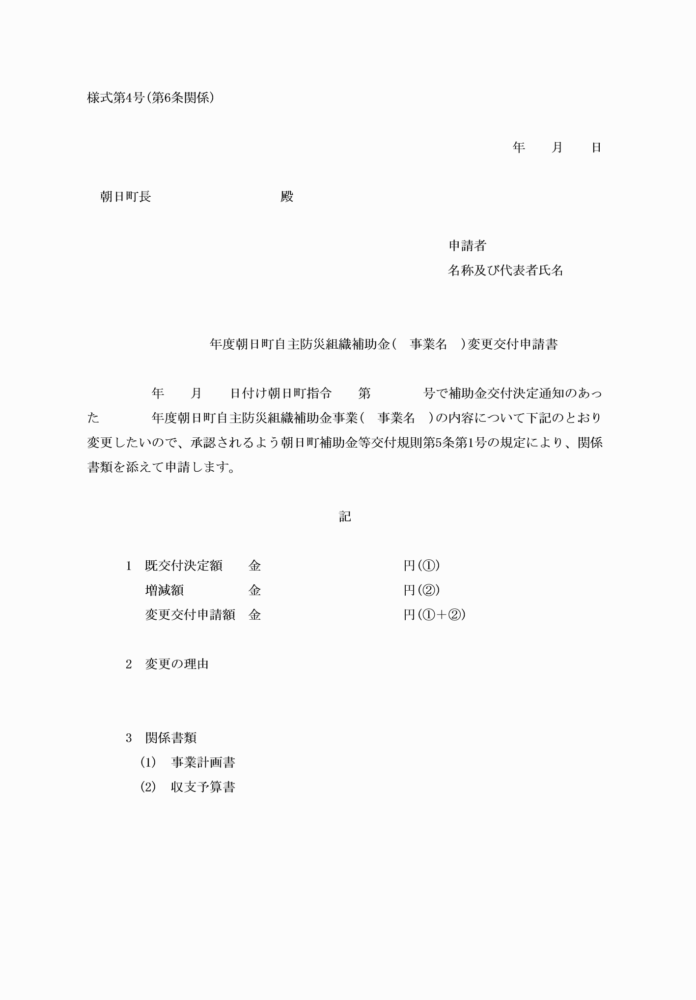 様式第4号(第6条関係)
年　　月　　日
朝日町長　　　　　　　　　　殿
申請者
名称及び代表者氏名
年度朝日町自主防災組織補助金(　事業名　)変更交付申請書
年　　月　　日付け朝日町指令　　第　　　　号で補助金交付決定通知のあっ
た　　　　年度朝日町自主防災組織補助金事業(　事業名　)の内容について下記のとおり
変更したいので、承認されるよう朝日町補助金等交付規則第5条第1号の規定により、関係
書類を添えて申請します。
記
1　既交付決定額　　金　　　　　　　　　　　円(①)
増減額　　　　　金　　　　　　　　　　　円(②)
変更交付申請額　金　　　　　　　　　　　円(①＋②)
2　変更の理由
3　関係書類
(1)　事業計画書
(2)　収支予算書